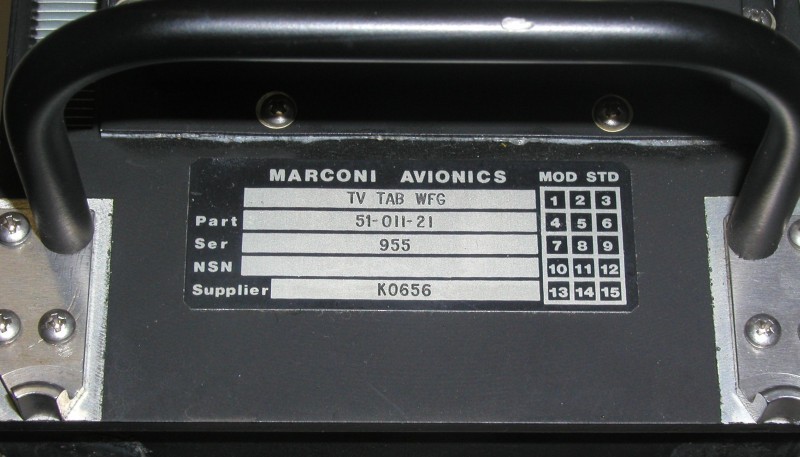 MARCONI AVIONICS MOD STD
TV TAB WFG 1 2 3
Part 51-011-21 4 5 6
Ser 955 7 8 9
NSN 10 11 12
Supplier K0656 13 14 15